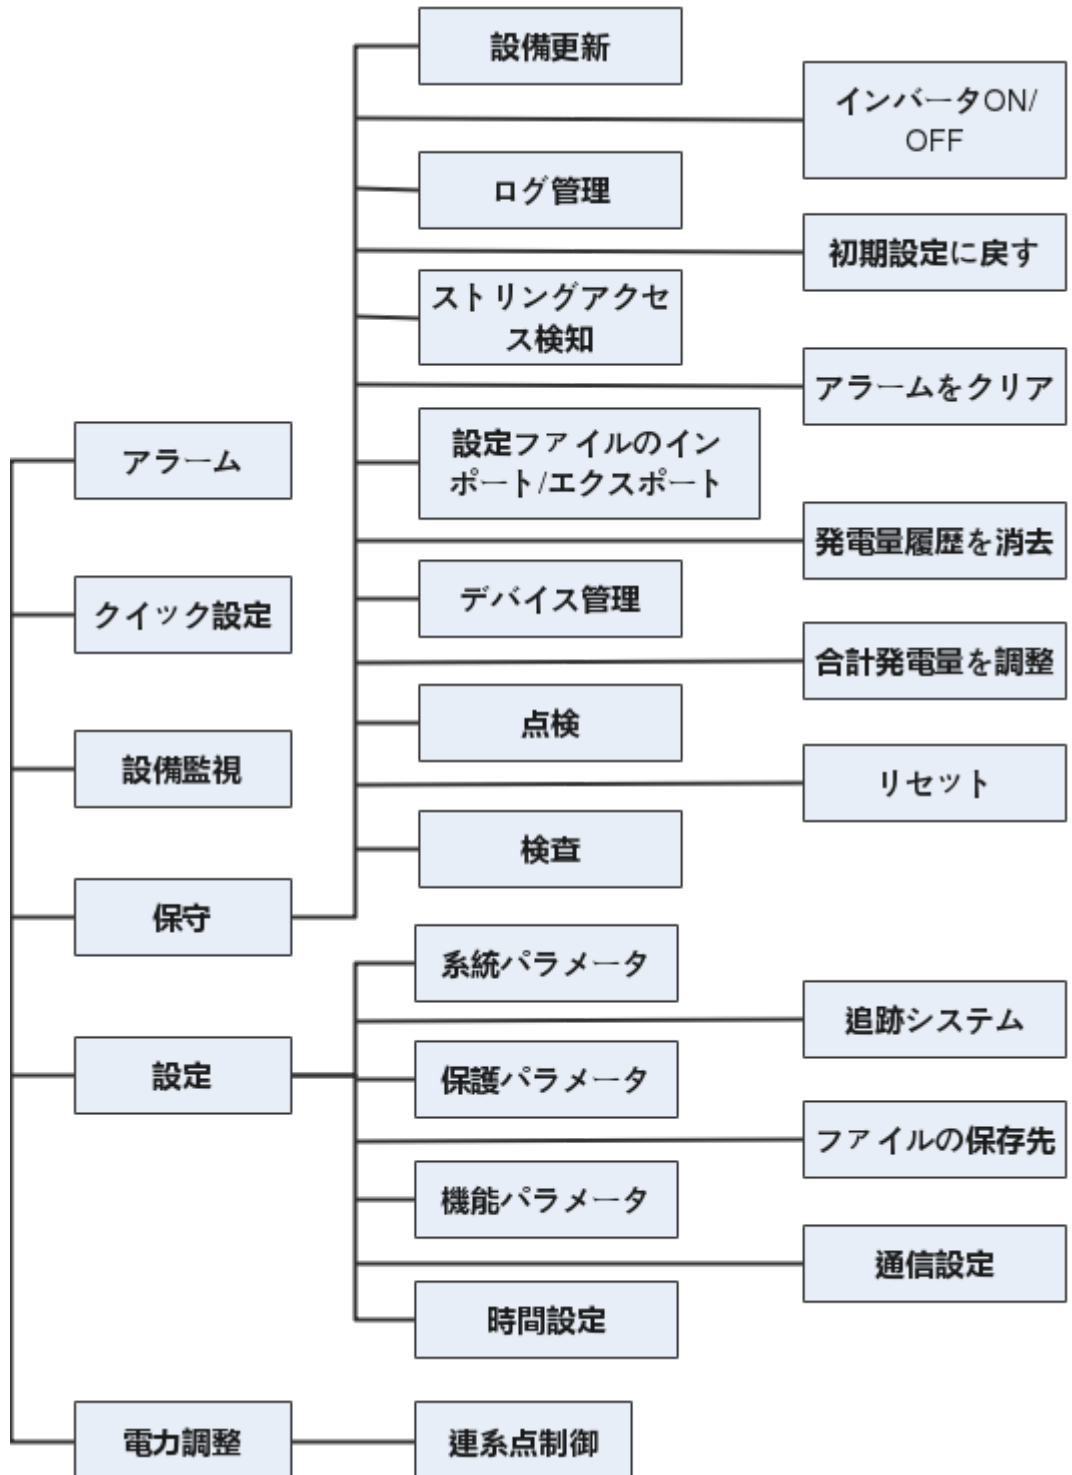 設備更新
インバータON/
OFF
ログ管理
初期設定に戻す
ストリングアクセ
ス検知
アラームをクリア
設定ファイルのイン
ポート/エクスポート
アラーム
発電量履歴を消去
デバイス管理
クイック設定
合計発電量を調整
点検
設備監視
リセット
検査
保守
系統パラメータ
追跡システム
設定
保護パラメータ
ファイルの保存先
機能パラメータ
通信設定
時間設定
電力調整
連系点制御